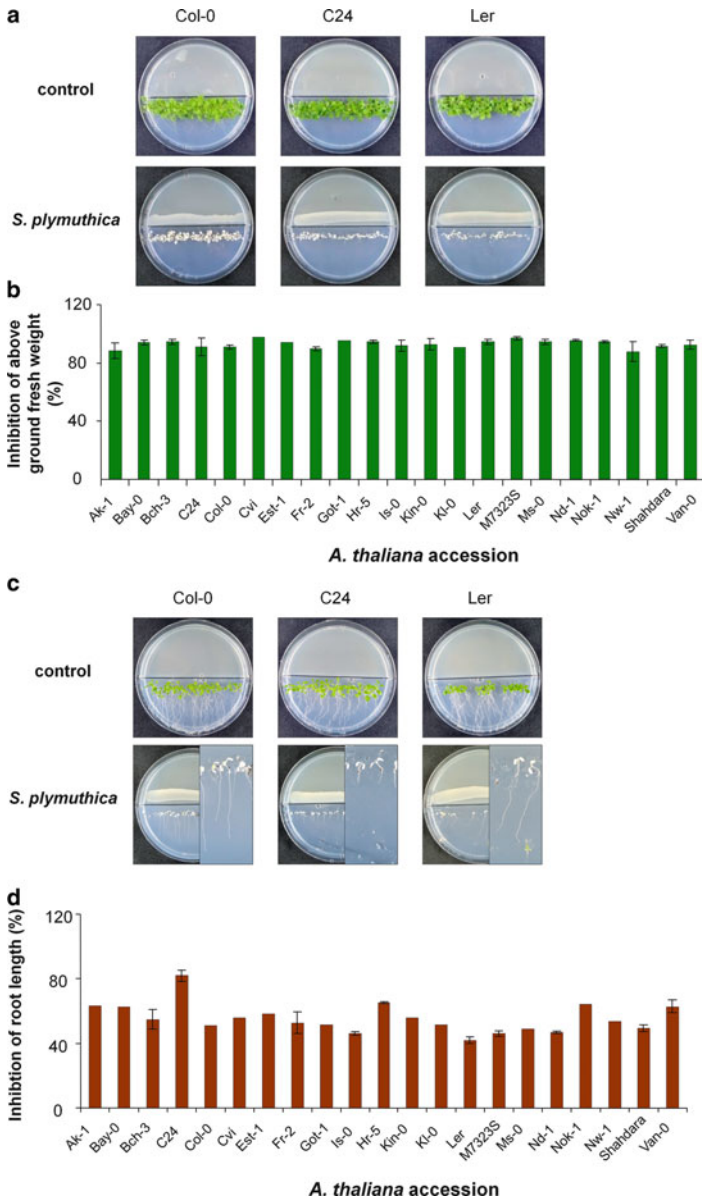 a
Col-0 C24 Ler
control
S. plymuthica
b
Inhibition of above
ground fresh weight
(%)
120
80
40
0
Ak-1 Bay-0 Bch-3 C24 Col-0 Cvi Est-1 Fr-2 Got-1 Hr-5 Is-0 Kin-0 Kl-0 Ler M7323S Ms-0 Nd-1 Nok-1 Nw-1 Shahdara Van-0
A. thaliana accession
c
Col-0 C24 Ler
control
S. plymuthica
d
Inhibtion of root length (%)
120
80
40
0
Ak-1 Bay-0 Bch-3 C24 Col-0 Cvi Est-1 Fr-2 Got-1 Is-0 Hr-5 Kin-0 Kl-0 Ler M7323S Ms-0 Nd-1 Nok-1 Nw-1 Shahdara Van-0
A. thaliana accession